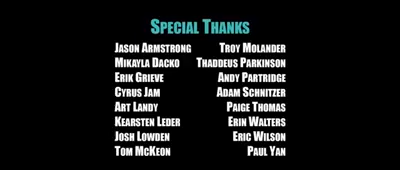 Special Thanks
Jason Armstrong Troy Molander
Mikayla Dacko Thaddeus Parkinson
Erik Grieve Andy Partridge
Cyrus Jam Adam Schnitzer
Art Landy Paige Thomas
Kearsten Leder Erin Walters
Josh Lowden Eric Wilson
Tom McKeon Paul Yan